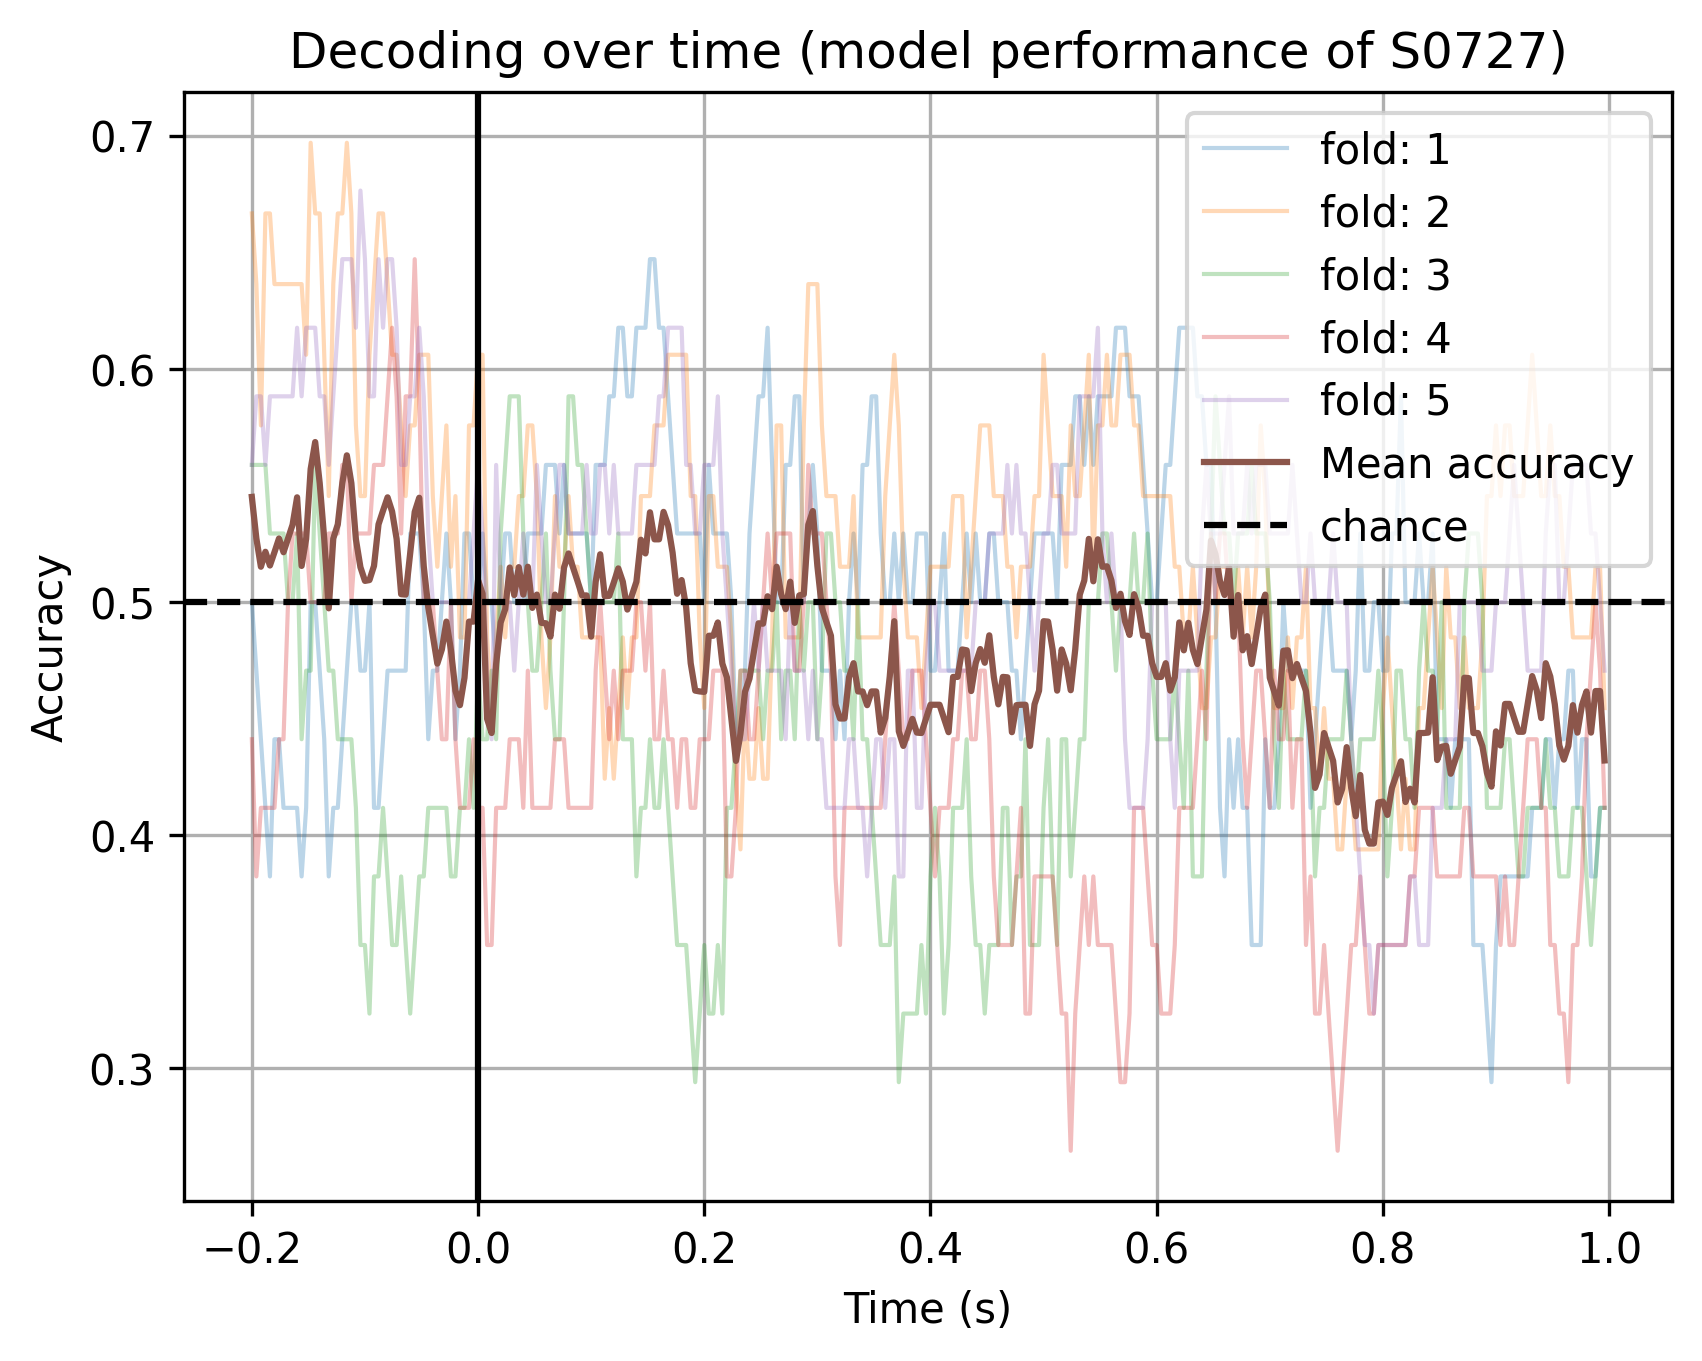 Decoding over time (model performance of S0727)
0.7
0.6
0.5
0.4
0.3
Accuracy
fold: 1
fold: 2
fold: 3
fold: 4
fold: 5
Mean accuracy
chance
−0.2 0.0 0.2 0.4 0.6 0.8 1.0
Time (s)